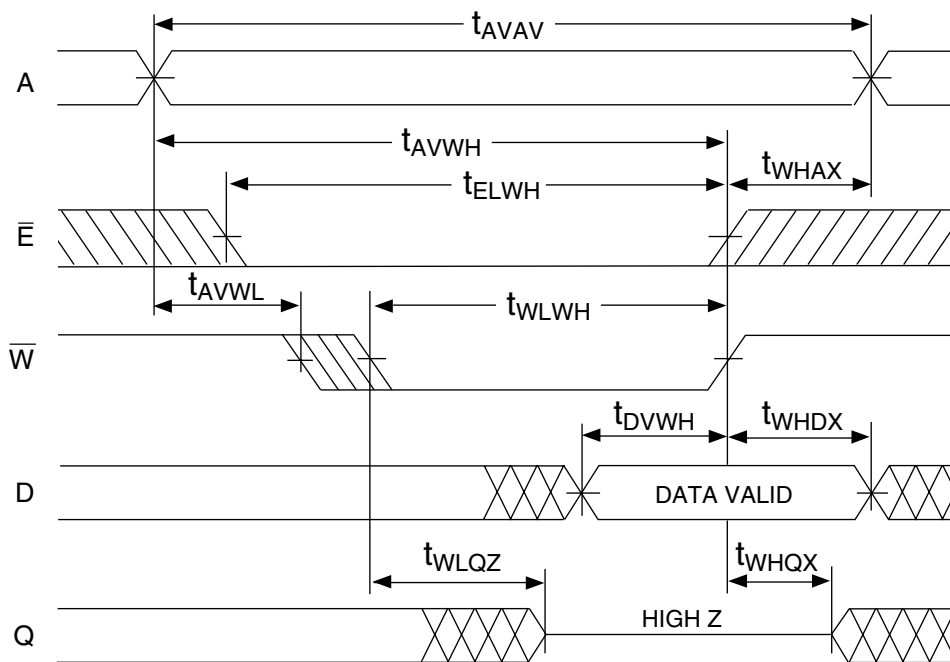 tAVAV
A
tAVWH
tWHAX
tELWH
E̅
tAVWL
tWLWH
W̅
tDVWH
tWHDX
D
DATA VALID
tWLQZ
tWHQX
Q
HIGH Z